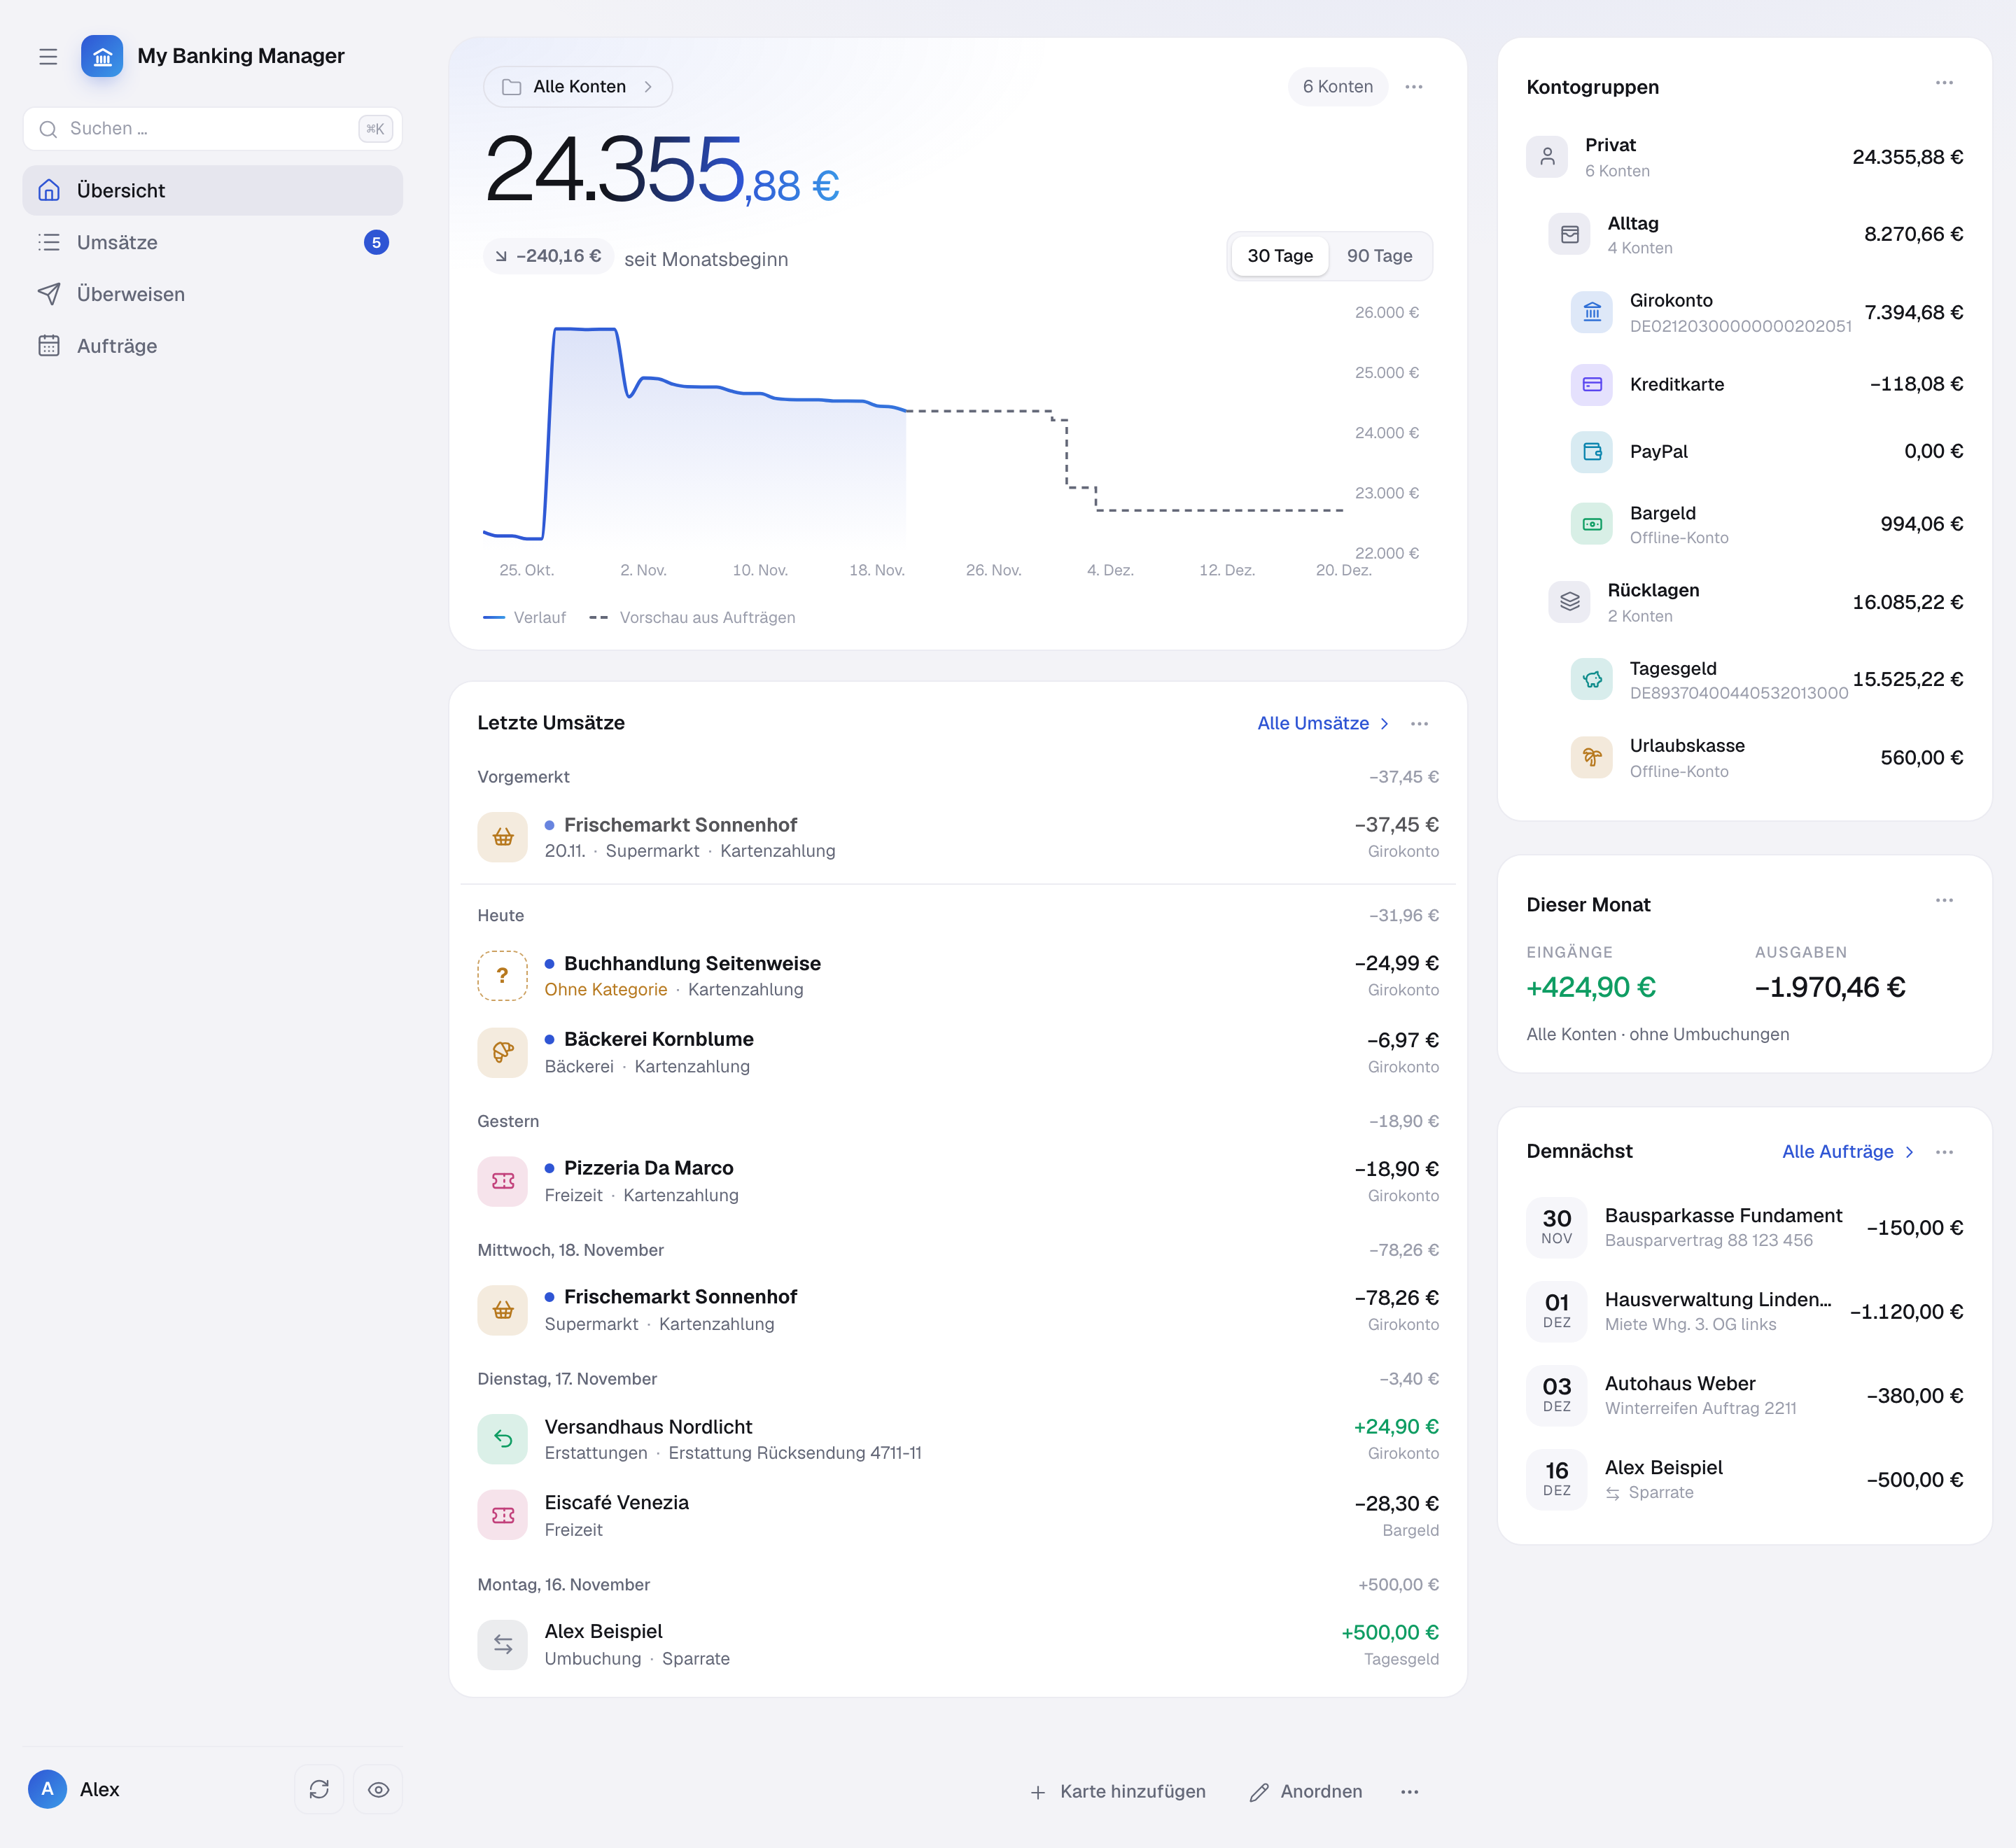 My Banking Manager
Suchen …
⌘K
Übersicht
Umsätze
5
Überweisen
Aufträge
A
Alex
Alle Konten
6 Konten
24.355,88 €
−240,16 €
seit Monatsbeginn
30 Tage
90 Tage
26.000 €
25.000 €
24.000 €
23.000 €
22.000 €
25. Okt.
2. Nov.
10. Nov.
18. Nov.
26. Nov.
4. Dez.
12. Dez.
20. Dez.
Verlauf
Vorschau aus Aufträgen
Letzte Umsätze
Alle Umsätze
Vorgemerkt
−37,45 €
Frischemarkt Sonnenhof
−37,45 €
20.11. · Supermarkt · Kartenzahlung
Girokonto
Heute
−31,96 €
?
Buchhandlung Seitenweise
−24,99 €
Ohne Kategorie · Kartenzahlung
Girokonto
Bäckerei Kornblume
−6,97 €
Bäckerei · Kartenzahlung
Girokonto
Gestern
−18,90 €
Pizzeria Da Marco
−18,90 €
Freizeit · Kartenzahlung
Girokonto
Mittwoch, 18. November
−78,26 €
Frischemarkt Sonnenhof
−78,26 €
Supermarkt · Kartenzahlung
Girokonto
Dienstag, 17. November
−3,40 €
Versandhaus Nordlicht
+24,90 €
Erstattungen · Erstattung Rücksendung 4711-11
Girokonto
Eiscafé Venezia
−28,30 €
Freizeit
Bargeld
Montag, 16. November
+500,00 €
Alex Beispiel
+500,00 €
Umbuchung · Sparrate
Tagesgeld
Karte hinzufügen
Anordnen
Kontogruppen
Privat
6 Konten
24.355,88 €
Alltag
4 Konten
8.270,66 €
Girokonto
DE02120300000000202051
7.394,68 €
Kreditkarte
−118,08 €
PayPal
0,00 €
Bargeld
Offline-Konto
994,06 €
Rücklagen
2 Konten
16.085,22 €
Tagesgeld
DE89370400440532013000
15.525,22 €
Urlaubskasse
Offline-Konto
560,00 €
Dieser Monat
EINGÄNGE
AUSGABEN
+424,90 €
−1.970,46 €
Alle Konten · ohne Umbuchungen
Demnächst
Alle Aufträge
30
NOV
Bausparkasse Fundament
Bausparvertrag 88 123 456
−150,00 €
01
DEZ
Hausverwaltung Linden…
Miete Whg. 3. OG links
−1.120,00 €
03
DEZ
Autohaus Weber
Winterreifen Auftrag 2211
−380,00 €
16
DEZ
Alex Beispiel
Sparrate
−500,00 €